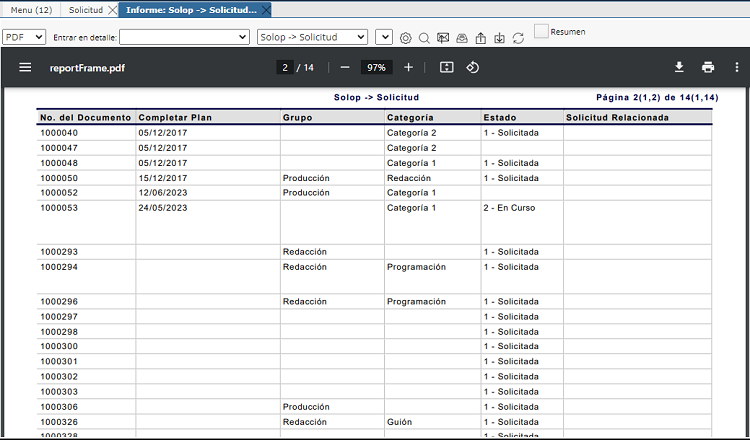 Menu (12) Solicitud Informe: Solop -> Solicitud...
PDF Entrar en detalle: Solop -> Solicitud Resumen
reportFrame.pdf 2 / 14 97%
Solop -> Solicitud Página 2(1,2) de 14(1,14)
No. del Documento Completar Plan Grupo Categoría Estado Solicitud Relacionada
1000040 05/12/2017 Categoría 2 1 - Solicitada
1000047 05/12/2017 Categoría 2
1000048 05/12/2017 Categoría 1 1 - Solicitada
1000050 15/12/2017 Producción Redacción 1 - Solicitada
1000052 12/06/2023 Producción Categoría 1
1000053 24/05/2023 Categoría 1 2 - En Curso
1000293 Redacción 1 - Solicitada
1000294 Redacción Programación 1 - Solicitada
1000296 Redacción Programación 1 - Solicitada
1000297 1 - Solicitada
1000298 1 - Solicitada
1000300 1 - Solicitada
1000301 1 - Solicitada
1000302 1 - Solicitada
1000303 1 - Solicitada
1000306 Producción 1 - Solicitada
1000326 Redacción Guión 1 - Solicitada
1000328 1 - Solicitada